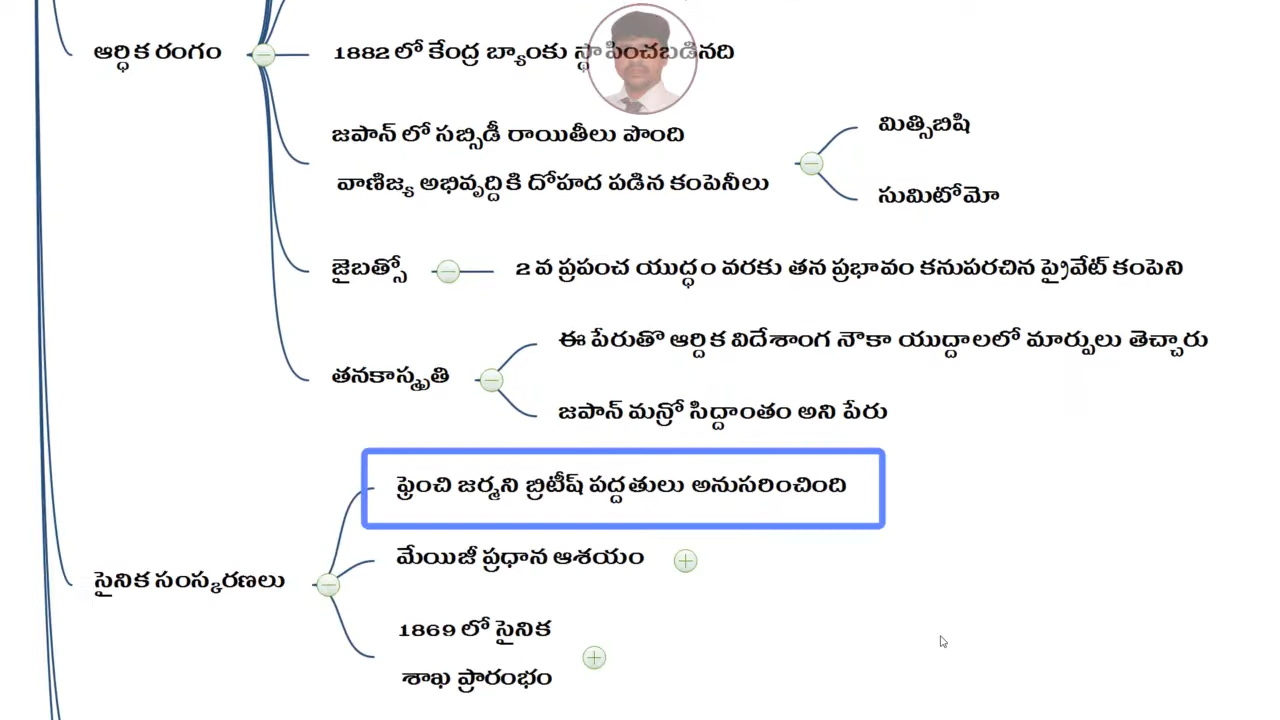 ఆర్ధిక రంగం
1882 లో కేంద్ర బ్యాంకు స్థాపించబడినది
జపాన్ లో సబ్సిడీ రాయితీలు పొంది
వాణిజ్య అభివృద్దికి దోహద పడిన కంపెనీలు
మిత్సిబిషి
సుమిటోమో
జైబత్సో
2 వ ప్రపంచ యుద్ధం వరకు తన ప్రభావం కనుపరచిన ప్రైవేట్ కంపెని
తనకాస్మృతి
ఈ పేరుతొ ఆర్దిక విదేశాంగ నౌకా యుద్దాలలో మార్పులు తెచ్చారు
జపాన్ మన్రో సిద్దాంతం అని పేరు
సైనిక సంస్కరణలు
ఫ్రెంచి జర్మని బ్రిటీష్ పద్దతులు అనుసరించింది
మేయిజీ ప్రధాన ఆశయం
1869 లో సైనిక
శాఖ ప్రారంభం